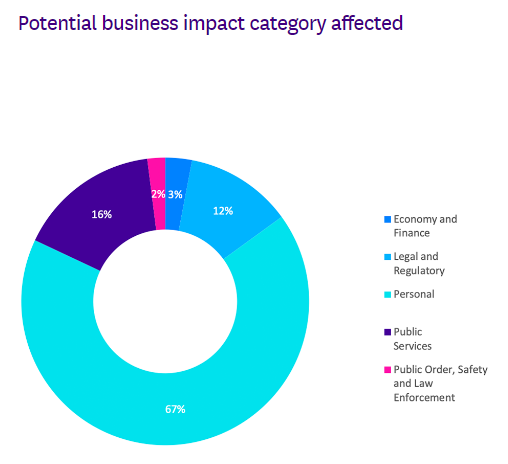 Potential business impact category affected
2%
3%
12%
16%
67%
Economy and
Finance
Legal and
Regulatory
Personal
Public
Services
Public Order, Safety
and Law
Enforcement